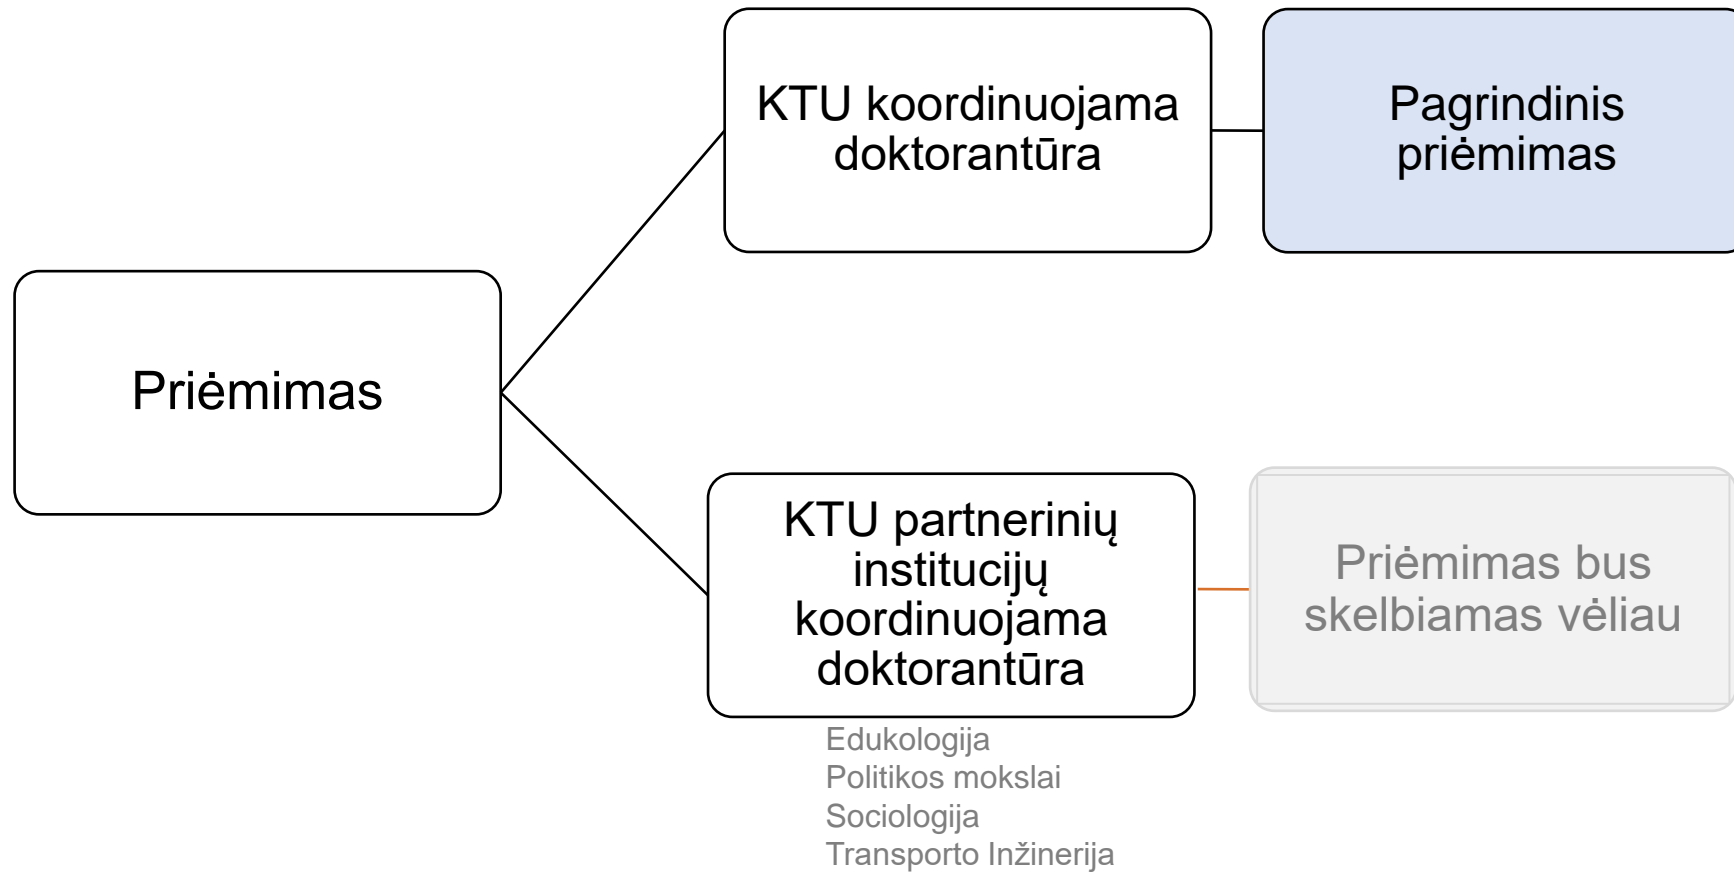 Priėmimas
KTU koordinuojama
doktorantūra
Pagrindinis
priėmimas
KTU partnerinių
institucijų
koordinuojama
doktorantūra
Edukologija
Politikos mokslai
Sociologija
Transporto Inžinerija
Priėmimas bus
skelbiamas vėliau